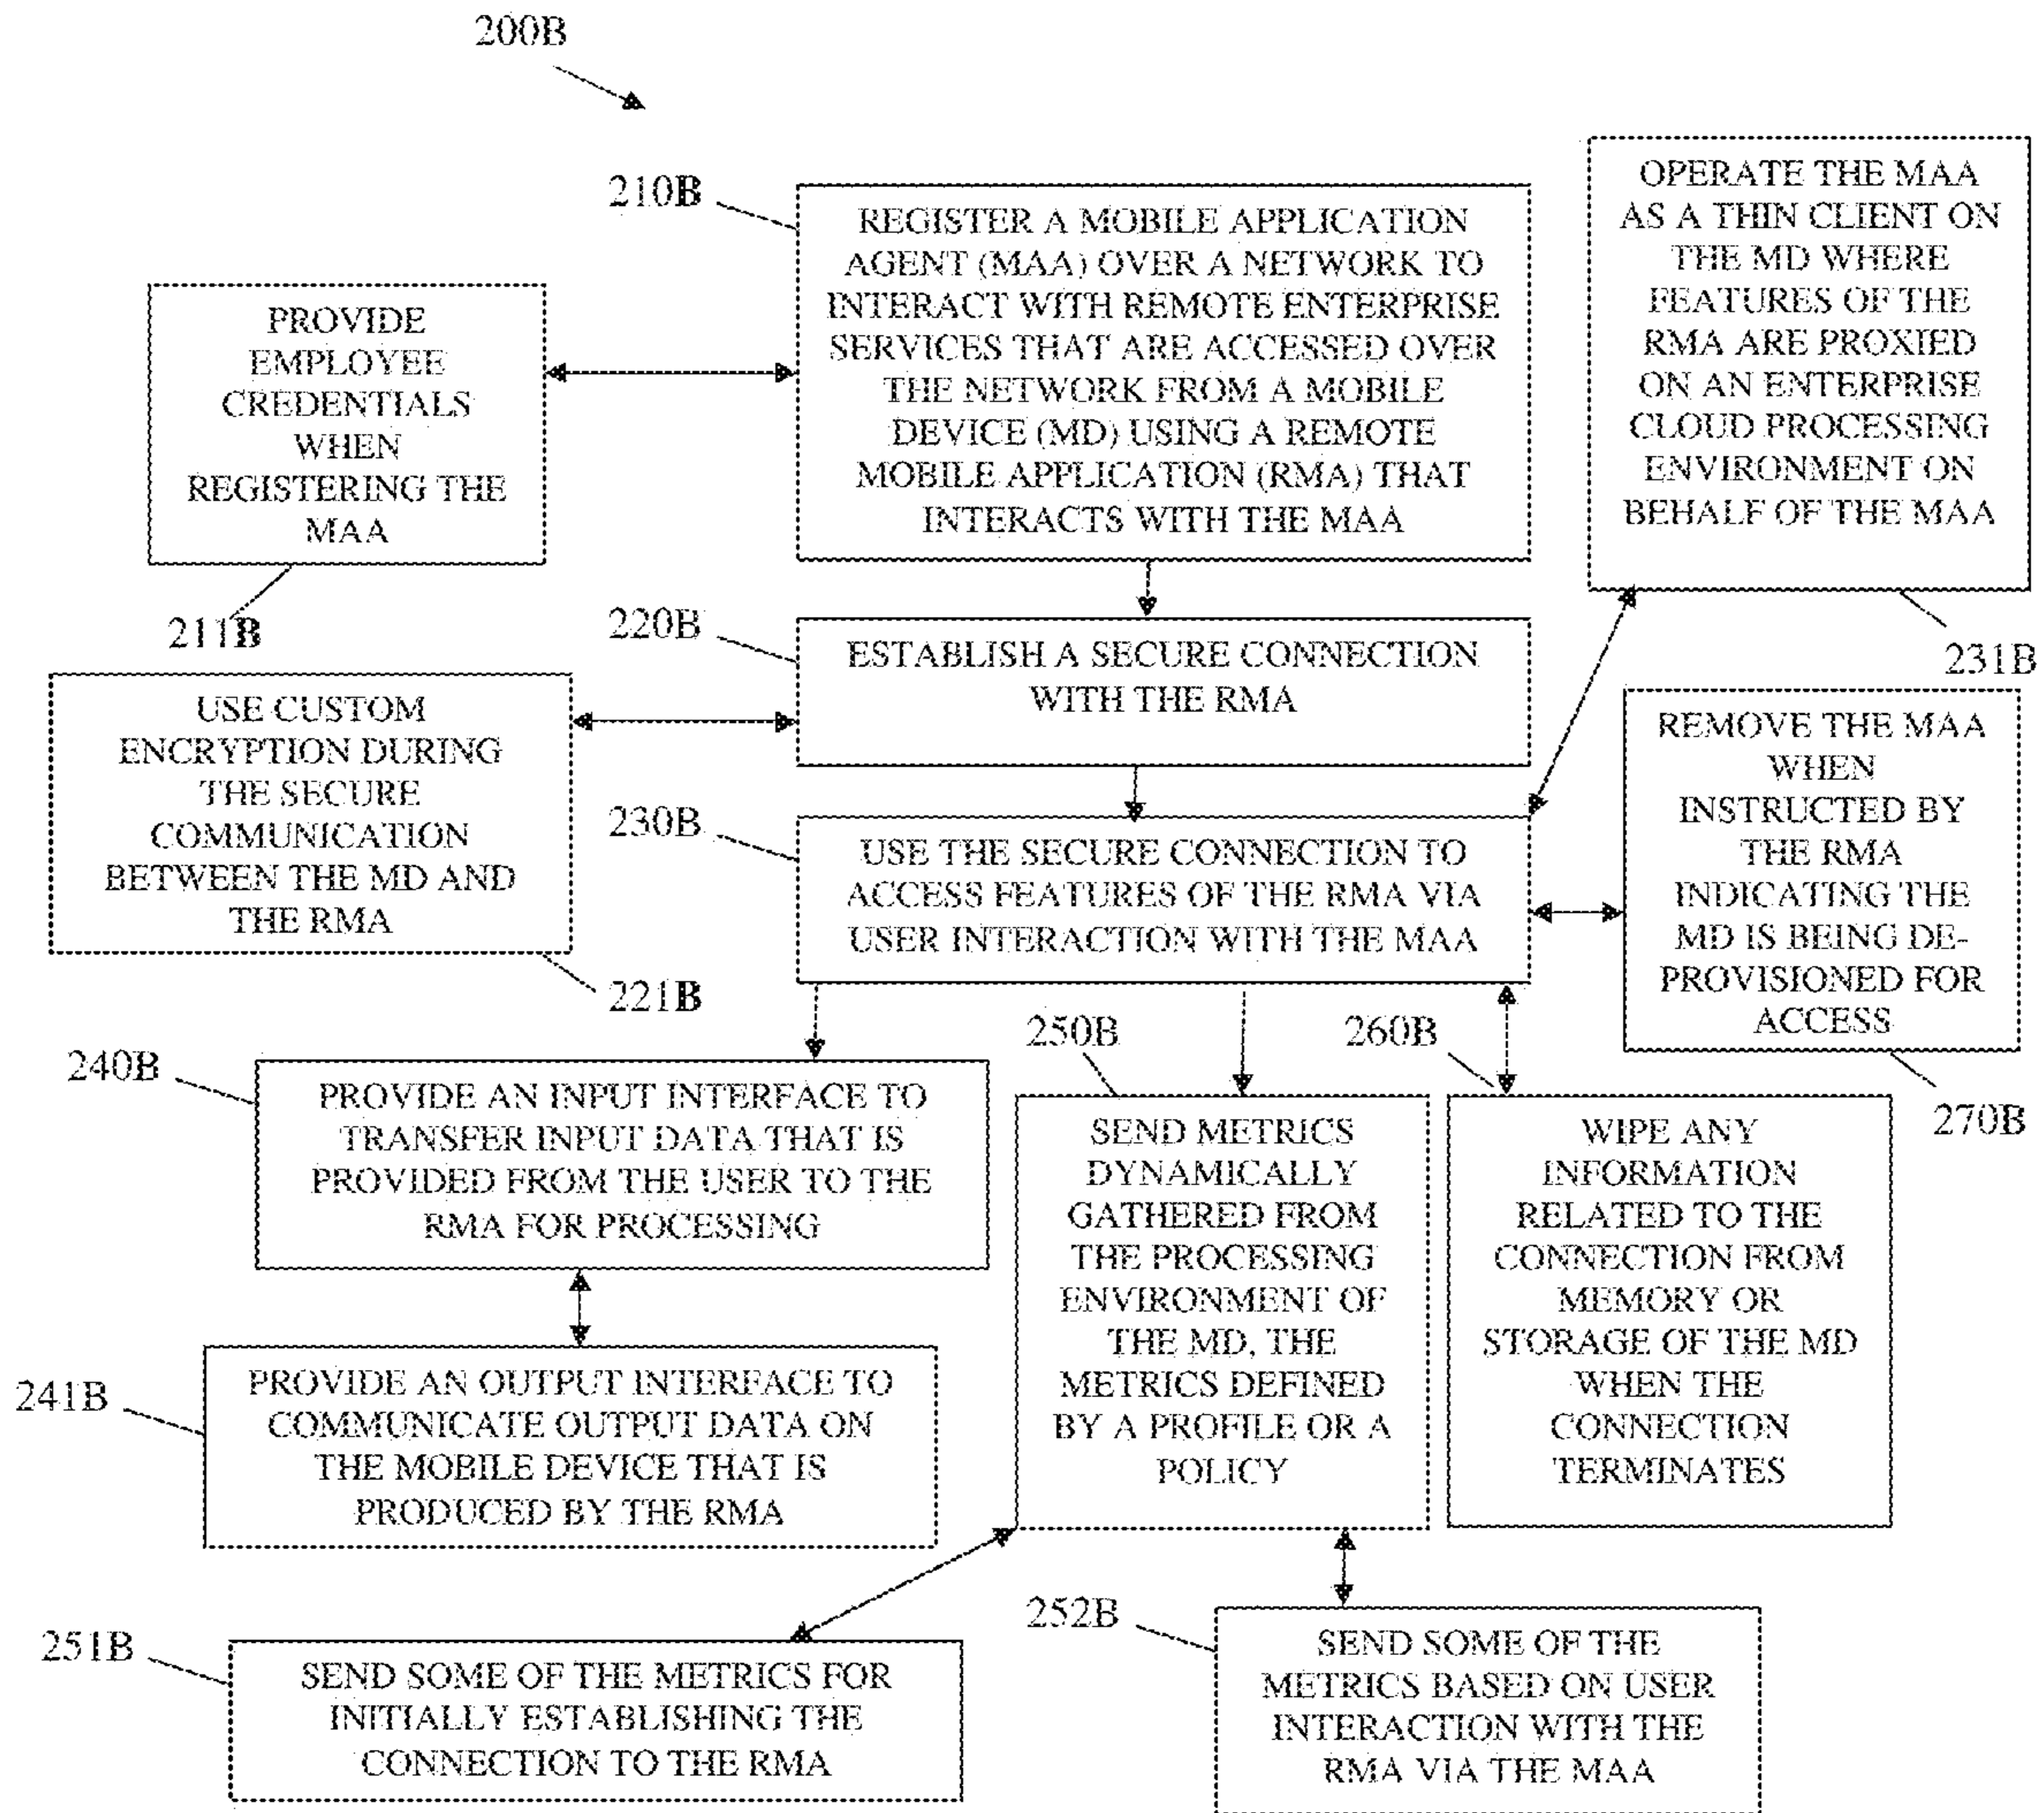 200B
210B
REGISTER A MOBILE APPLICATION
AGENT (MAA) OVER A NETWORK TO
INTERACT WITH REMOTE ENTERPRISE
SERVICES THAT ARE ACCESSED OVER
THE NETWORK FROM A MOBILE
DEVICE (MD) USING A REMOTE
MOBILE APPLICATION (RMA) THAT
INTERACTS WITH THE MAA
OPERATE THE MAA
AS A THIN CLIENT ON
THE MD WHERE
FEATURES OF THE
RMA ARE PROXIED
ON AN ENTERPRISE
CLOUD PROCESSING
ENVIRONMENT ON
BEHALF OF THE MAA
231B
PROVIDE
EMPLOYEE
CREDENTIALS
WHEN
REGISTERING THE
MAA
211B
220B
ESTABLISH A SECURE CONNECTION
WITH THE RMA
USE CUSTOM
ENCRYPTION DURING
THE SECURE
COMMUNICATION
BETWEEN THE MD AND
THE RMA
221B
230B
USE THE SECURE CONNECTION TO
ACCESS FEATURES OF THE RMA VIA
USER INTERACTION WITH THE MAA
REMOVE THE MAA
WHEN
INSTRUCTED BY
THE RMA
INDICATING THE
MD IS BEING DE-
PROVISIONED FOR
ACCESS
270B
240B
PROVIDE AN INPUT INTERFACE TO
TRANSFER INPUT DATA THAT IS
PROVIDED FROM THE USER TO THE
RMA FOR PROCESSING
241B
PROVIDE AN OUTPUT INTERFACE TO
COMMUNICATE OUTPUT DATA ON
THE MOBILE DEVICE THAT IS
PRODUCED BY THE RMA
250B
SEND METRICS
DYNAMICALLY
GATHERED FROM
THE PROCESSING
ENVIRONMENT OF
THE MD, THE
METRICS DEFINED
BY A PROFILE OR A
POLICY
260B
WIPE ANY
INFORMATION
RELATED TO THE
CONNECTION FROM
MEMORY OR
STORAGE OF THE MD
WHEN THE
CONNECTION
TERMINATES
251B
SEND SOME OF THE METRICS FOR
INITIALLY ESTABLISHING THE
CONNECTION TO THE RMA
252B
SEND SOME OF THE
METRICS BASED ON USER
INTERACTION WITH THE
RMA VIA THE MAA